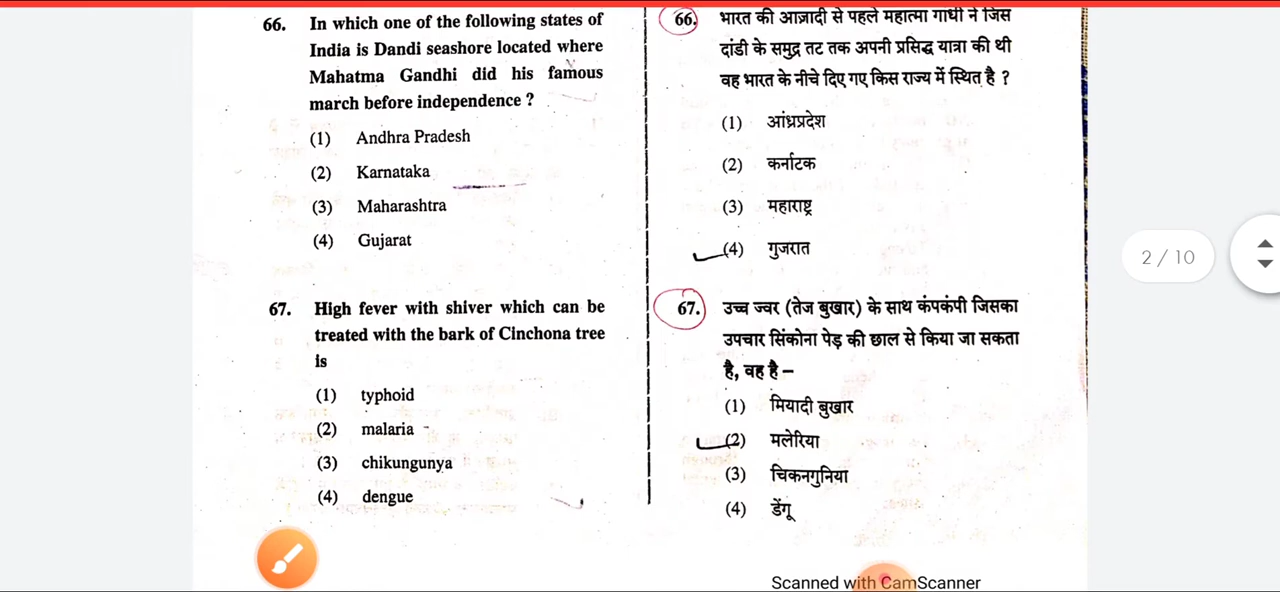 66. In which one of the following states of
India is Dandi seashore located where
Mahatma Gandhi did his famous
march before independence ?
(1) Andhra Pradesh
(2) Karnataka
(3) Maharashtra
(4) Gujarat
67. High fever with shiver which can be
treated with the bark of Cinchona tree
is
(1) typhoid
(2) malaria
(3) chikungunya
(4) dengue
66. भारत की आज़ादी से पहले महात्मा गांधी ने जिस
दांडी के समुद्र तट तक अपनी प्रसिद्ध यात्रा की थी
वह भारत के नीचे दिए गए किस राज्य में स्थित है ?
(1) आंध्रप्रदेश
(2) कर्नाटक
(3) महाराष्ट्र
(4) गुजरात
67. उच्च ज्वर (तेज बुखार) के साथ कंपकंपी जिसका
उपचार सिंकोना पेड़ की छाल से किया जा सकता
है, वह है –
(1) मियादी बुखार
(2) मलेरिया
(3) चिकनगुनिया
(4) डेंगू
2 / 10
Scanned with CamScanner